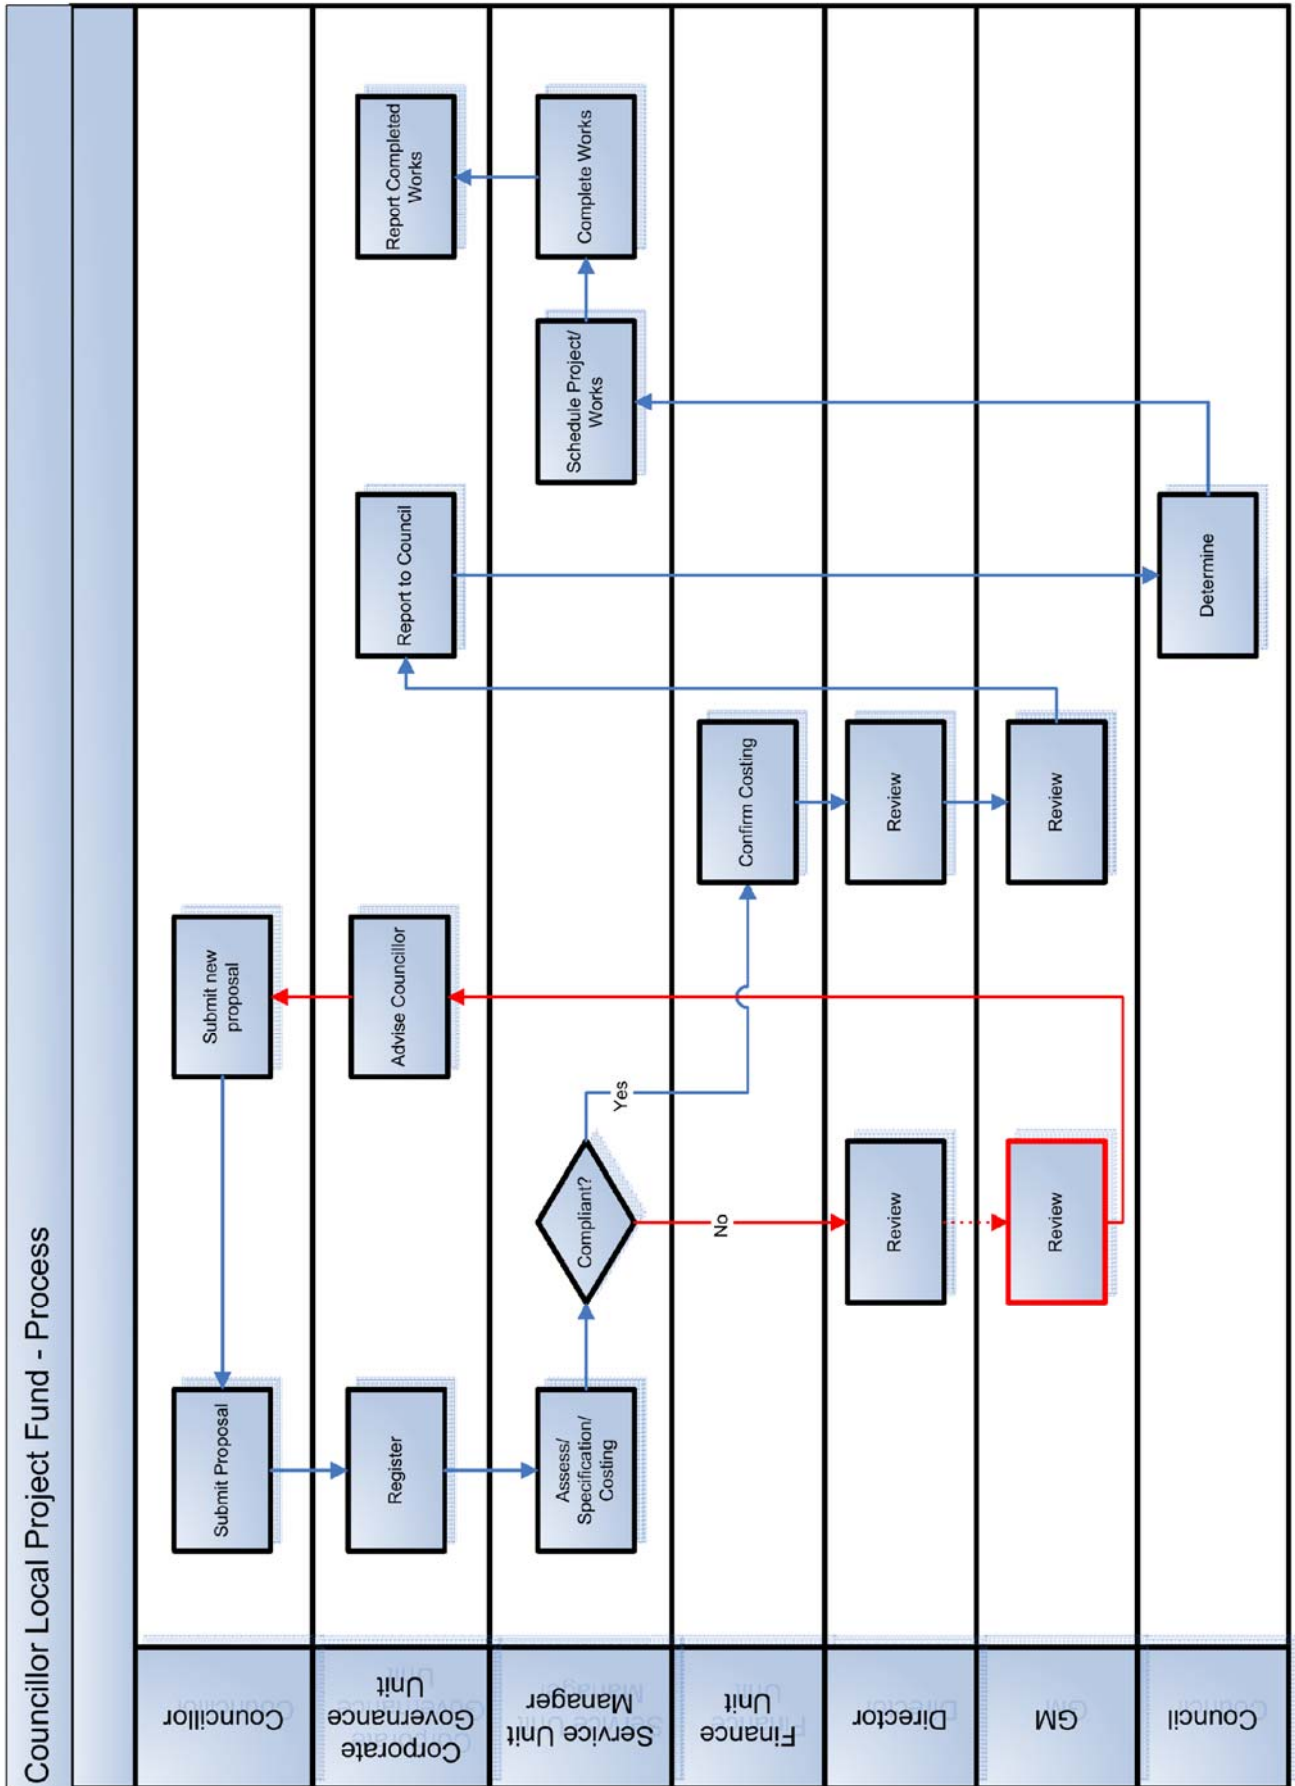 Councillor Local Project Fund - Process
Councillor
Submit Proposal
Submit new
proposal
Corporate
Governance
Unit
Register
Advise Councillor
Report to Council
Report Completed
Works
Service Unit
Manager
Assess/
Specification/
Costing
Compliant?
Yes
No
Schedule Project/
Works
Complete Works
Finance
Unit
Confirm Costing
Director
Review
Review
GM
Review
Review
Council
Determine